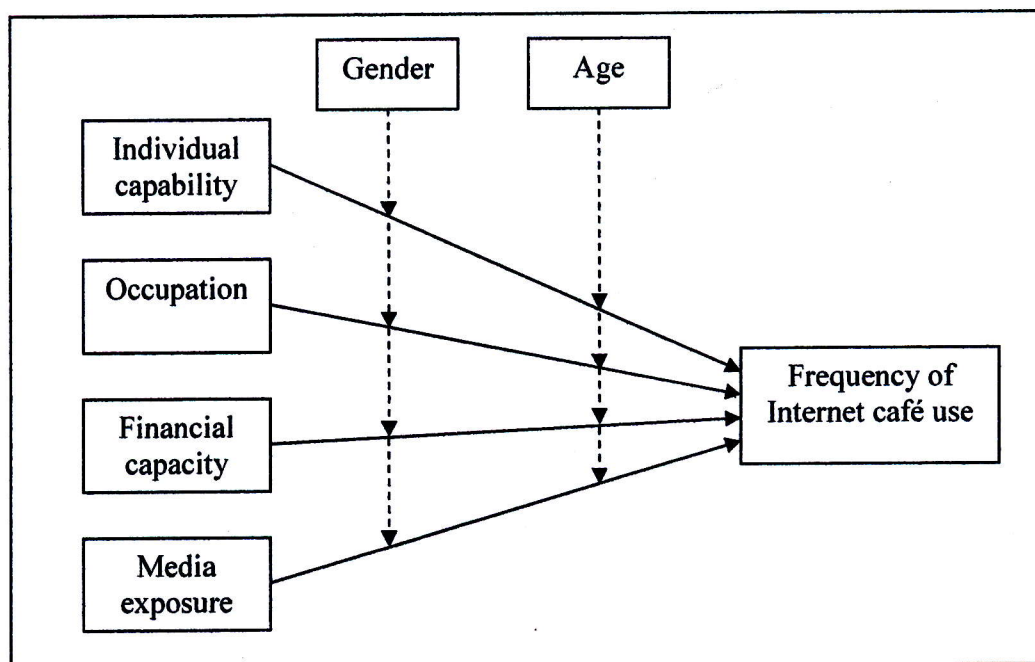 Gender
Age
Individual
capability
Occupation
Financial
capacity
Media
exposure
Frequency of
Internet café use